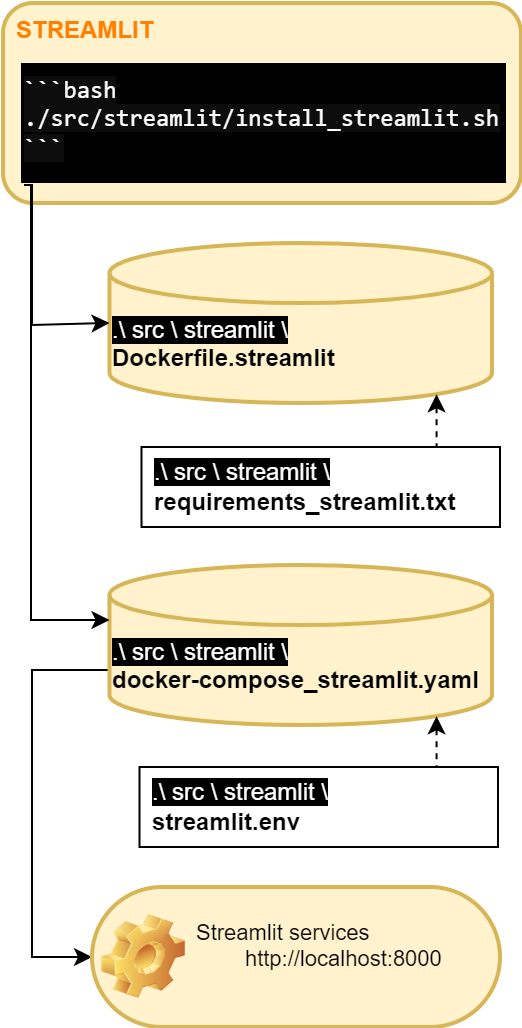 STREAMLIT
```bash
./src/streamlit/install_streamlit.sh
```
.\ src \ streamlit \
Dockerfile.streamlit
.\ src \ streamlit \
requirements_streamlit.txt
.\ src \ streamlit \
docker-compose_streamlit.yaml
.\ src \ streamlit \
streamlit.env
Streamlit services
http://localhost:8000